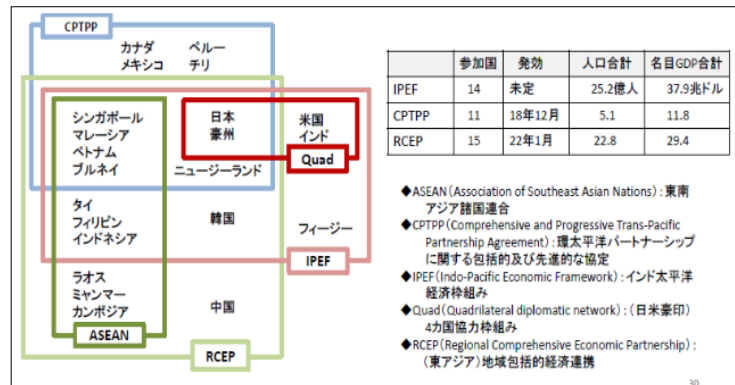 CPTPP
カナダ ペルー
メキシコ チリ
シンガポール
マレーシア
ベトナム
ブルネイ
日本
豪州
米国
インド
Quad
ニュージーランド
タイ
フィリピン
インドネシア
韓国
フィージー
IPEF
ラオス
ミャンマー
カンボジア
中国
ASEAN
RCEP
参加国 発効 人口合計 名目GDP合計
IPEF 14 未定 25.2億人 37.9兆ドル
CPTPP 11 18年12月 5.1 11.8
RCEP 15 22年1月 22.8 29.4
◆ASEAN(Association of Southeast Asian Nations):東南
アジア諸国連合
◆CPTPP(Comprehensive and Progressive Trans-Pacific
Partnership Agreement):環太平洋パートナーシップ
に関する包括的及び先進的な協定
◆IPEF(Indo-Pacific Economic Framework):インド太平洋
経済枠組み
◆Quad(Quadrilateral diplomatic network):(日米豪印)
4カ国協力枠組み
◆RCEP(Regional Comprehensive Economic Partnership):
(東アジア)地域包括的経済連携
30